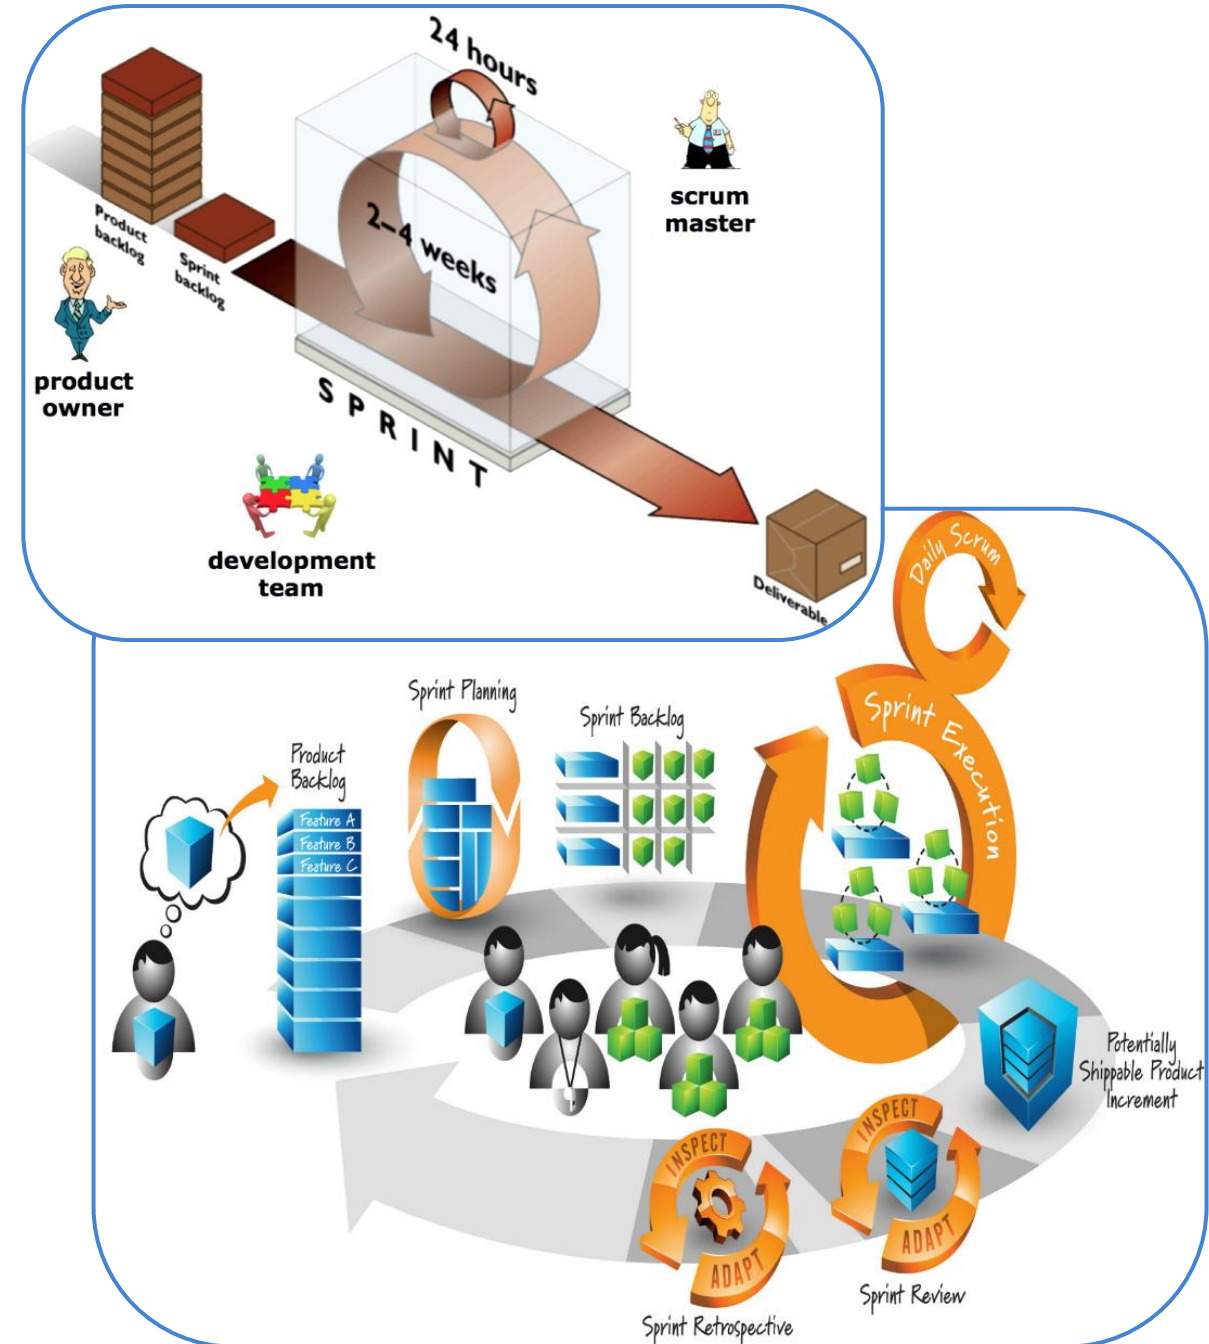 24 hours
scrum
master
Product
backlog
2–4 weeks
Sprint
backlog
product
owner
SPRINT
development
team
Deliverable
Daily Scrum
Sprint Planning
Sprint Backlog
Sprint Execution
Product
Backlog
Feature A
Feature B
Feature C
Potentially
Shippable Product
Increment
INSPECT
ADAPT
Sprint Review
INSPECT
ADAPT
Sprint Retrospective